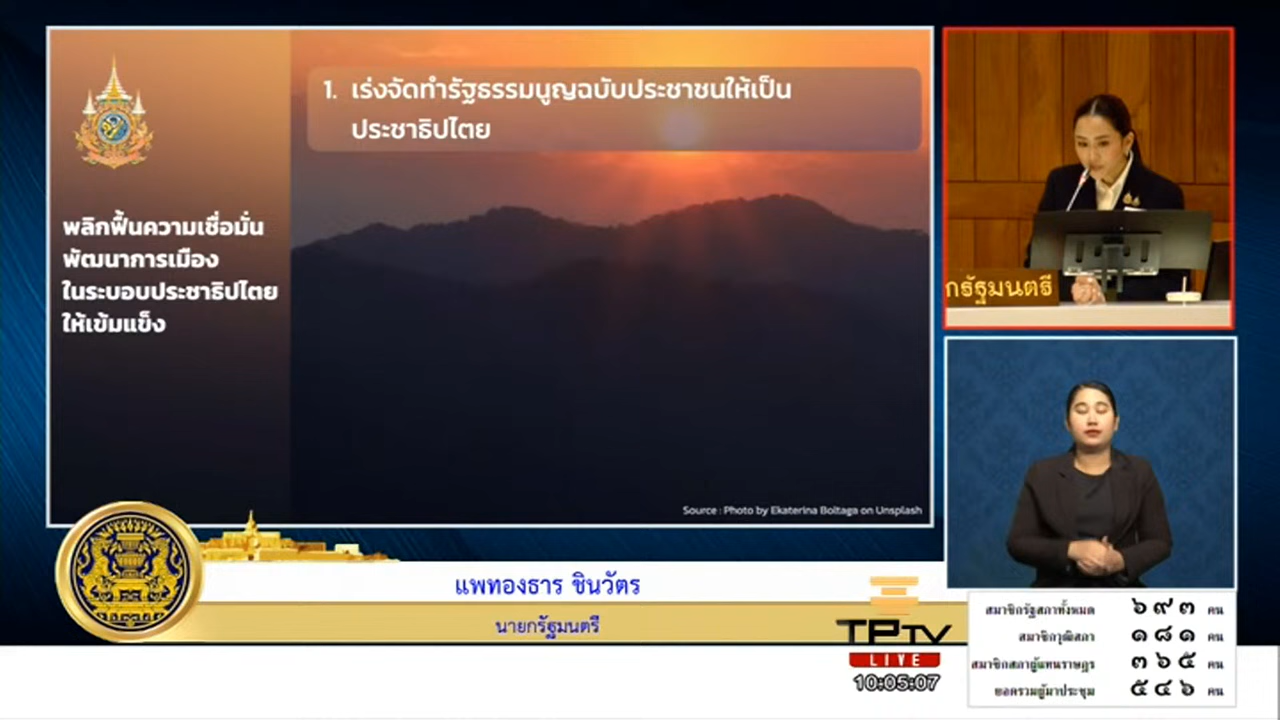 1. เร่งจัดทำรัฐธรรมนูญฉบับประชาชนให้เป็น
ประชาธิปไตย
พลิกฟื้นความเชื่อมั่น
พัฒนาการเมือง
ในระบอบประชาธิปไตย
ให้เข้มแข็ง
Source : Photo by Ekaterina Boltaga on Unsplash
กรัฐมนตรี
แพทองธาร ชินวัตร
นายกรัฐมนตรี
TPTV
LIVE
10:05:07
สมาชิกรัฐสภาทั้งหมด ๖๙๓ คน
สมาชิกวุฒิสภา ๑๘๑ คน
สมาชิกสภาผู้แทนราษฎร ๓๖๕ คน
ยอดรวมผู้มาประชุม ๕๔๖ คน